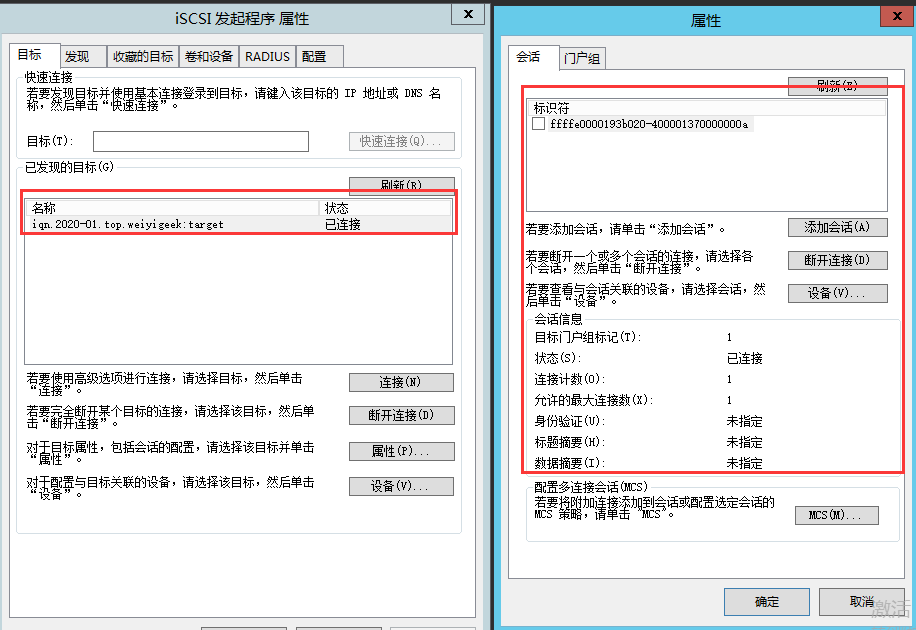 iSCSI 发起程序 属性
x
目标
发现
收藏的目标
卷和设备
RADIUS
配置
快速连接
若要发现目标并使用基本连接登录到目标，请键入该目标的 IP 地址或 DNS 名
称，然后单击“快速连接”。
目标(T):
快速连接(Q)...
已发现的目标(G)
刷新(R)
名称
状态
iqn.2020-01.top.weiyigeek:target
已连接
若要使用高级选项进行连接，请选择目标，然后单击
“连接”。
连接(N)
若要完全断开某个目标的连接，请选择该目标，然后单
击“断开连接”。
断开连接(D)
对于目标属性，包括会话的配置，请选择该目标并单击
“属性”。
属性(P)...
对于配置与目标关联的设备，请选择该目标，然后单击
“设备”。
设备(V)...
属性
x
会话
门户组
刷新(E)
标识符
ffffe0000193b020-400001370000000a
若要添加会话，请单击“添加会话”。
添加会话(A)
若要断开一个或多个会话的连接，请选择各
个会话，然后单击“断开连接”。
断开连接(D)
若要查看与会话关联的设备，请选择会话，然
后单击“设备”。
设备(V)...
会话信息
目标门户组标记(T):
1
状态(S):
已连接
连接计数(O):
1
允许的最大连接数(X):
1
身份验证(U):
未指定
标题摘要(H):
未指定
数据摘要(I):
未指定
配置多连接会话(MCS)
若要将附加连接添加到会话或配置选定会话的
MCS 策略，请单击 "MCS"。
MCS(M)...
确定
取消
激活